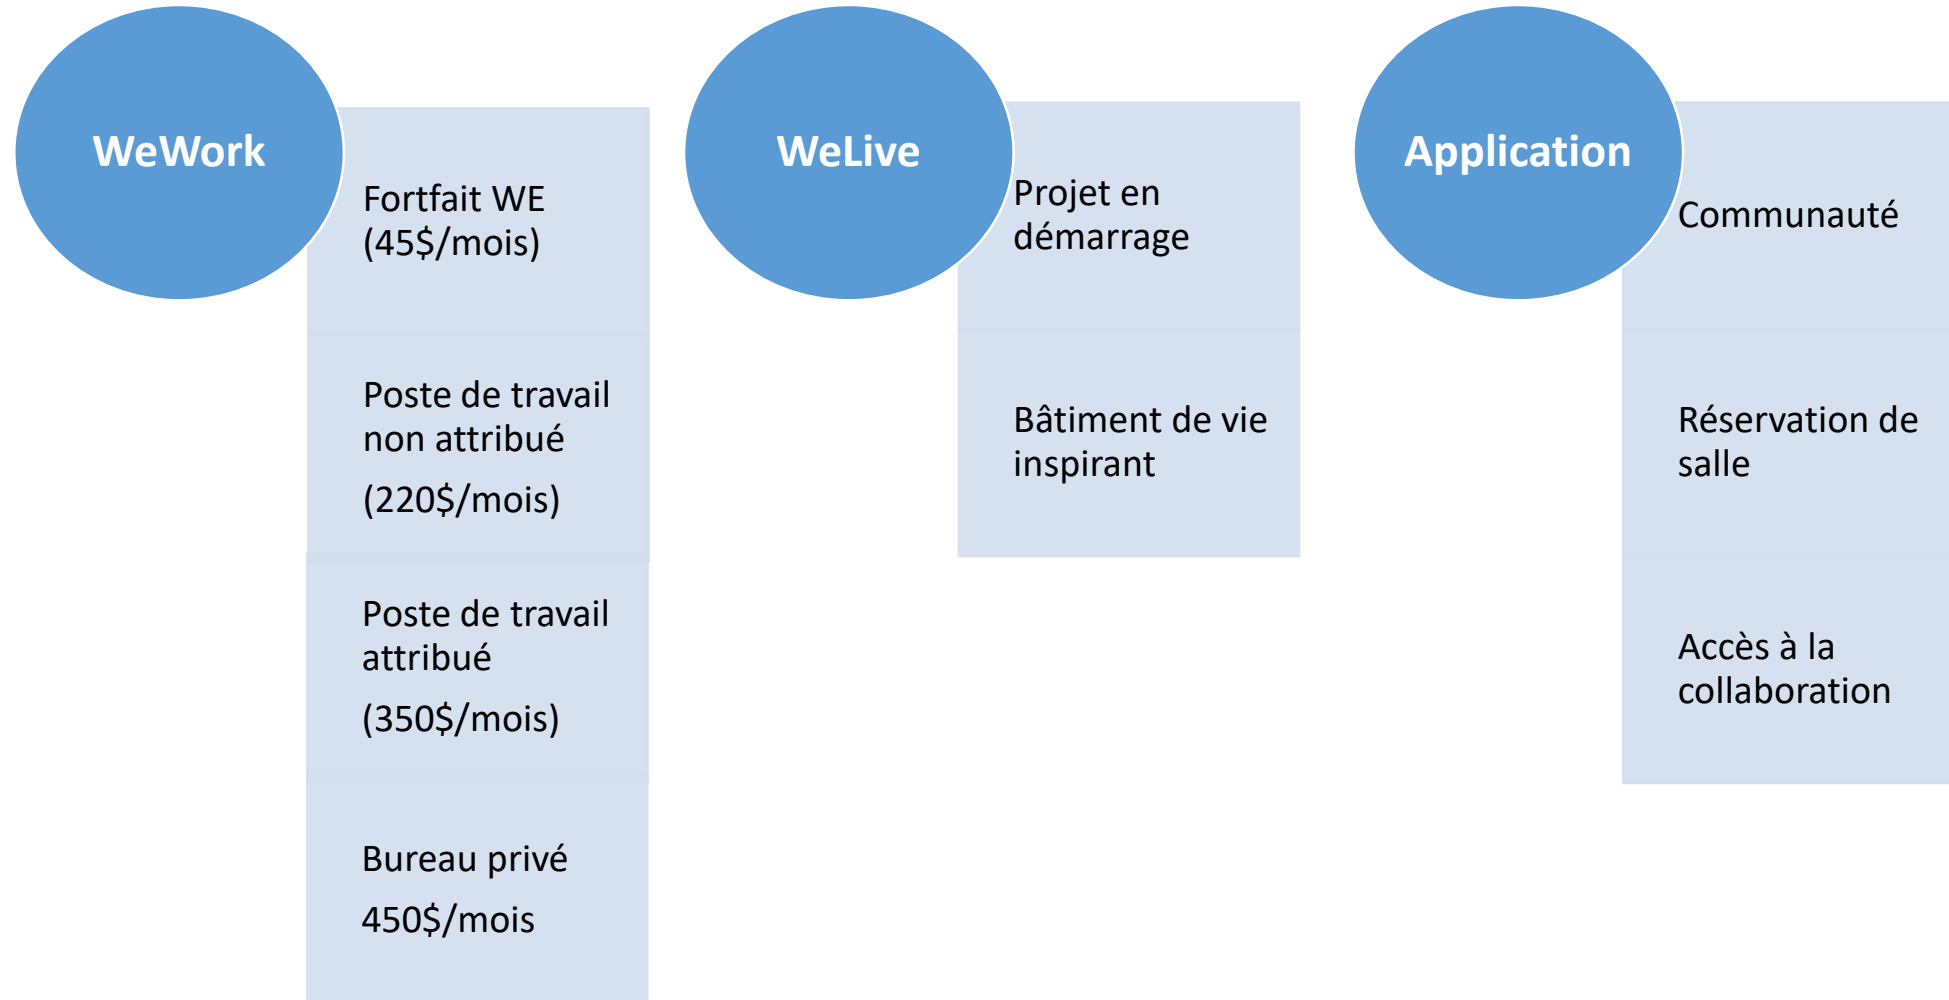 WeWork
Fortfait WE
(45$/mois)
Poste de travail
non attribué
(220$/mois)
Poste de travail
attribué
(350$/mois)
Bureau privé
450$/mois
WeLive
Projet en
démarrage
Bâtiment de vie
inspirant
Application
Communauté
Réservation de
salle
Accès à la
collaboration